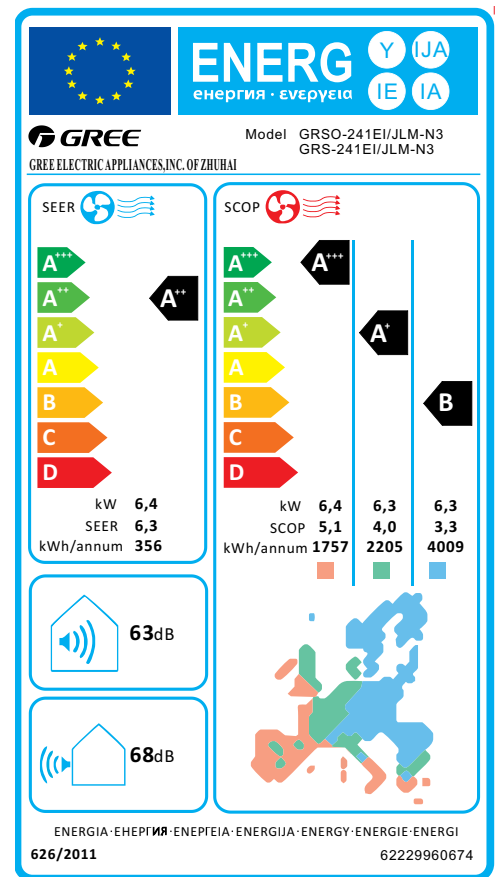 ENERG
енергия · ενεργεια
Y IJA
IE IA
GREE
GREE ELECTRIC APPLIANCES,INC. OF ZHUHAI
Model GRSO-241EI/JLM-N3
GRS-241EI/JLM-N3
SEER
A+++
A++
A+
A
B
C
D
A++
kW 6,4
SEER 6,3
kWh/annum 356
SCOP
A+++
A++
A+
A
B
C
D
A+++
A+
B
kW 6,4 6,3 6,3
SCOP 5,1 4,0 3,3
kWh/annum 1757 2205 4009
63dB
68dB
ENERGIA·ЕНЕРГИЯ·ΕΝΕΡΓΕΙΑ·ENERGIJA·ENERGY·ENERGIE·ENERGI
626/2011
62229960674